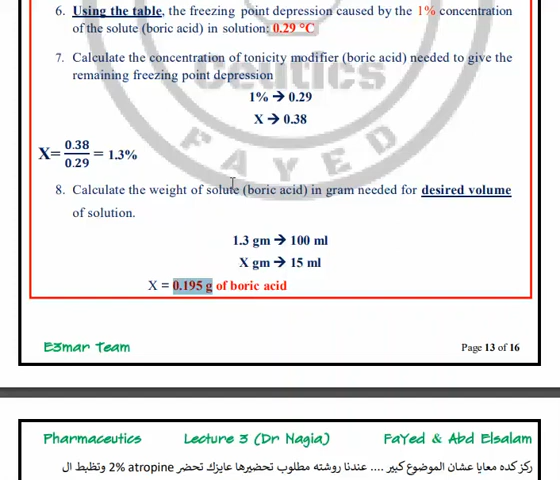 6. Using the table, the freezing point depression caused by the 1% concentration
of the solute (boric acid) in solution: 0.29 °C
7. Calculate the concentration of tonicity modifier (boric acid) needed to give the
remaining freezing point depression
1% → 0.29
X → 0.38
X= 0.38/0.29 = 1.3%
8. Calculate the weight of solute (boric acid) in gram needed for desired volume
of solution.
1.3 gm → 100 ml
X gm → 15 ml
X = 0.195 g of boric acid
ceutics
FAYED
E3mar Team Page 13 of 16
Pharmaceutics Lecture 3 (Dr Nagia) FaYed & Abd Elsalam
ركز كده معايا عشان الموضوع كبير .... عندنا روشته مطلوب تحضيرها عايزك تحضر atropine 2% وتظبط ال